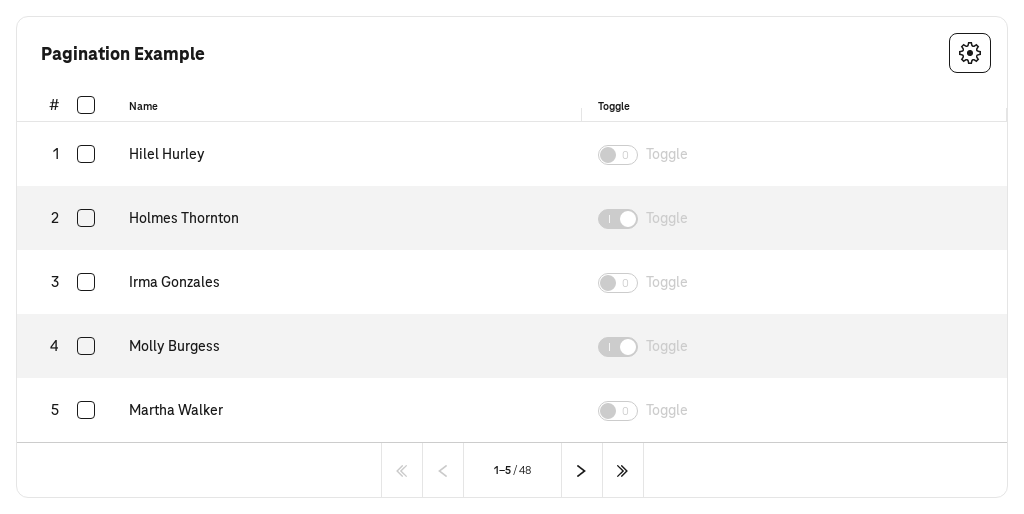 Pagination Example
# Name Toggle
1 Hilel Hurley 0 Toggle
2 Holmes Thornton I Toggle
3 Irma Gonzales 0 Toggle
4 Molly Burgess I Toggle
5 Martha Walker 0 Toggle
1–5 / 48